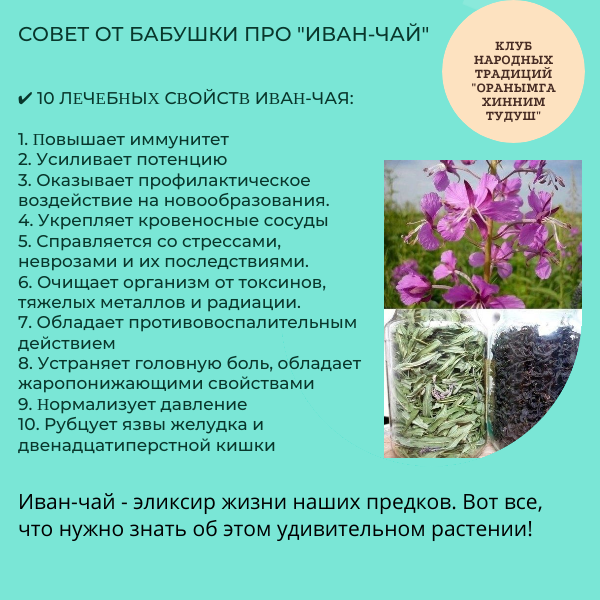 СОВЕТ ОТ БАБУШКИ ПРО "ИВАН-ЧАЙ"
КЛУБ
НАРОДНЫХ
ТРАДИЦИЙ
"ОРАНЫМГА
ХИННИМ
ТУДУШ"
✔ 10 ЛЕЧЕБНЫХ СВОЙСТВ ИВАН-ЧАЯ:
1. Повышает иммунитет
2. Усиливает потенцию
3. Оказывает профилактическое
воздействие на новообразования.
4. Укрепляет кровеносные сосуды
5. Справляется со стрессами,
неврозами и их последствиями.
6. Очищает организм от токсинов,
тяжелых металлов и радиации.
7. Обладает противовоспалительным
действием
8. Устраняет головную боль, обладает
жаропонижающими свойствами
9. Нормализует давление
10. Рубцует язвы желудка и
двенадцатиперстной кишки
Иван-чай - эликсир жизни наших предков. Вот все,
что нужно знать об этом удивительном растении!